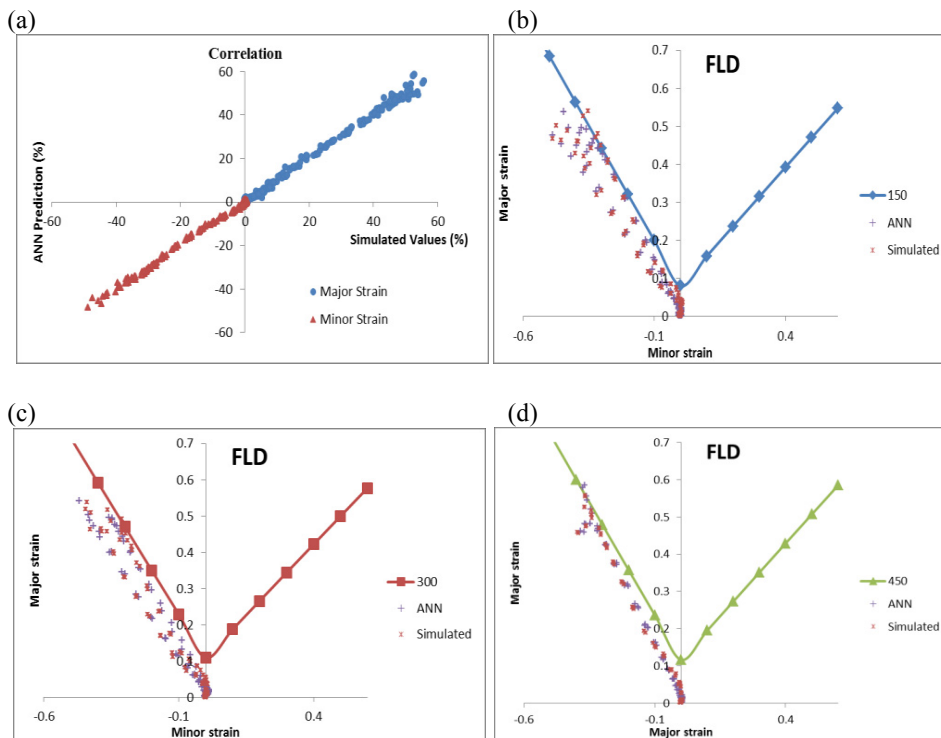 (a)
Correlation
60
40
20
0
-60 -40 -20 0 20 40 60
-20
-40
-60
ANN Prediction (%)
Simulated Values (%)
Major Strain
Minor Strain
(b)
FLD
0.7
0.6
0.5
0.4
0.3
0.2
0.1
0
-0.6 -0.1 0.4
Major strain
Minor strain
150
ANN
Simulated
(c)
FLD
0.7
0.6
0.5
0.4
0.3
0.2
0.1
0
-0.6 -0.1 0.4
Major strain
Minor strain
300
ANN
Simulated
(d)
FLD
0.7
0.6
0.5
0.4
0.3
0.2
0.1
0
-0.6 -0.1 0.4
Major strain
Major strain
450
ANN
Simulated